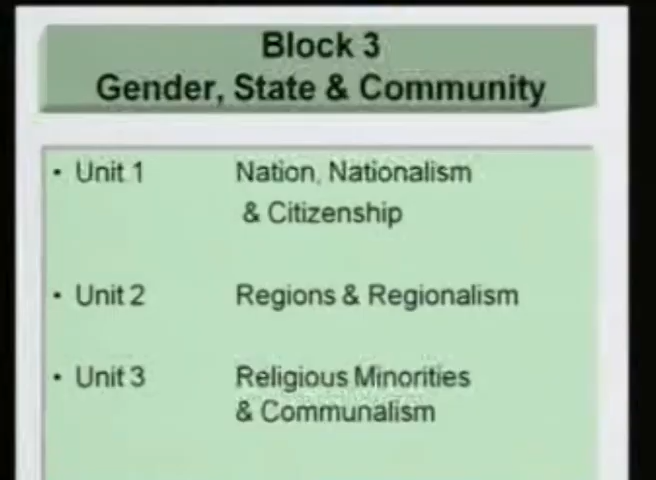 Block 3
Gender, State & Community
• Unit 1 Nation, Nationalism
& Citizenship
• Unit 2 Regions & Regionalism
• Unit 3 Religious Minorities
& Communalism